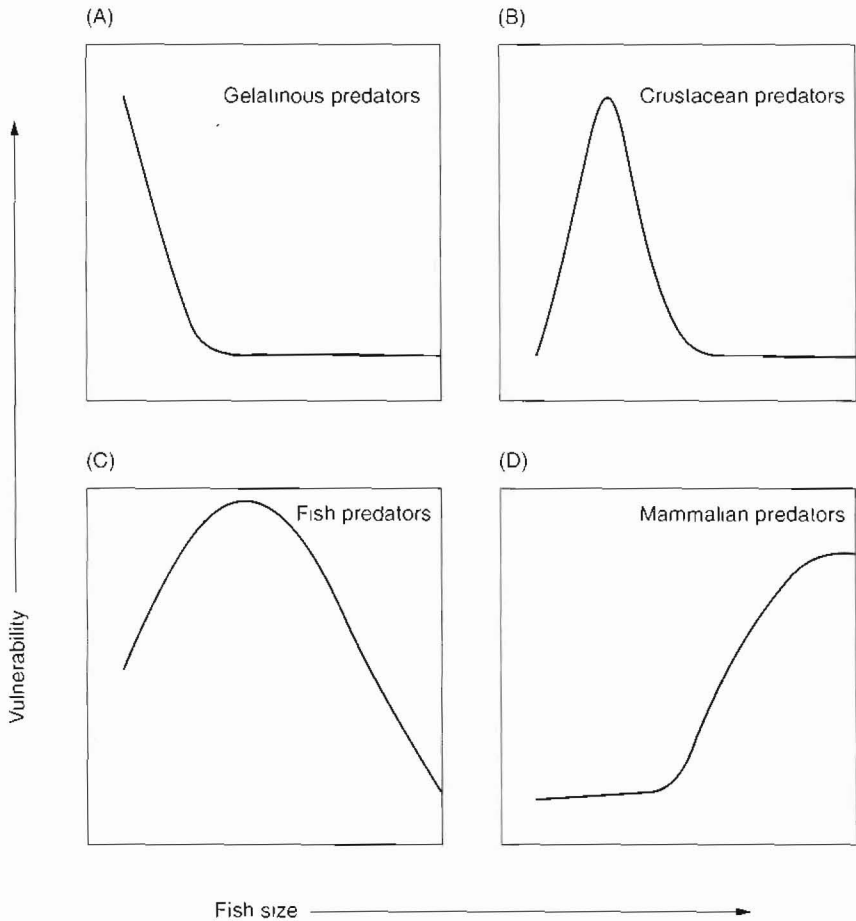 (A)
(B)
Gelatinous predators
Crustacean predators
(C)
(D)
Fish predators
Mammalian predators
Vulnerability
Fish size